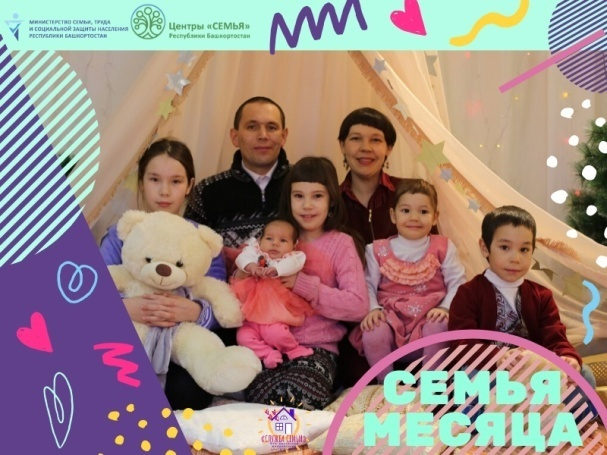 МИНИСТЕРСТВО СЕМЬИ, ТРУДА
И СОЦИАЛЬНОЙ ЗАЩИТЫ НАСЕЛЕНИЯ
РЕСПУБЛИКИ БАШКОРТОСТАН
Центры «СЕМЬЯ»
Республики Башкортостан
СЕМЬЯ
МЕСЯЦА